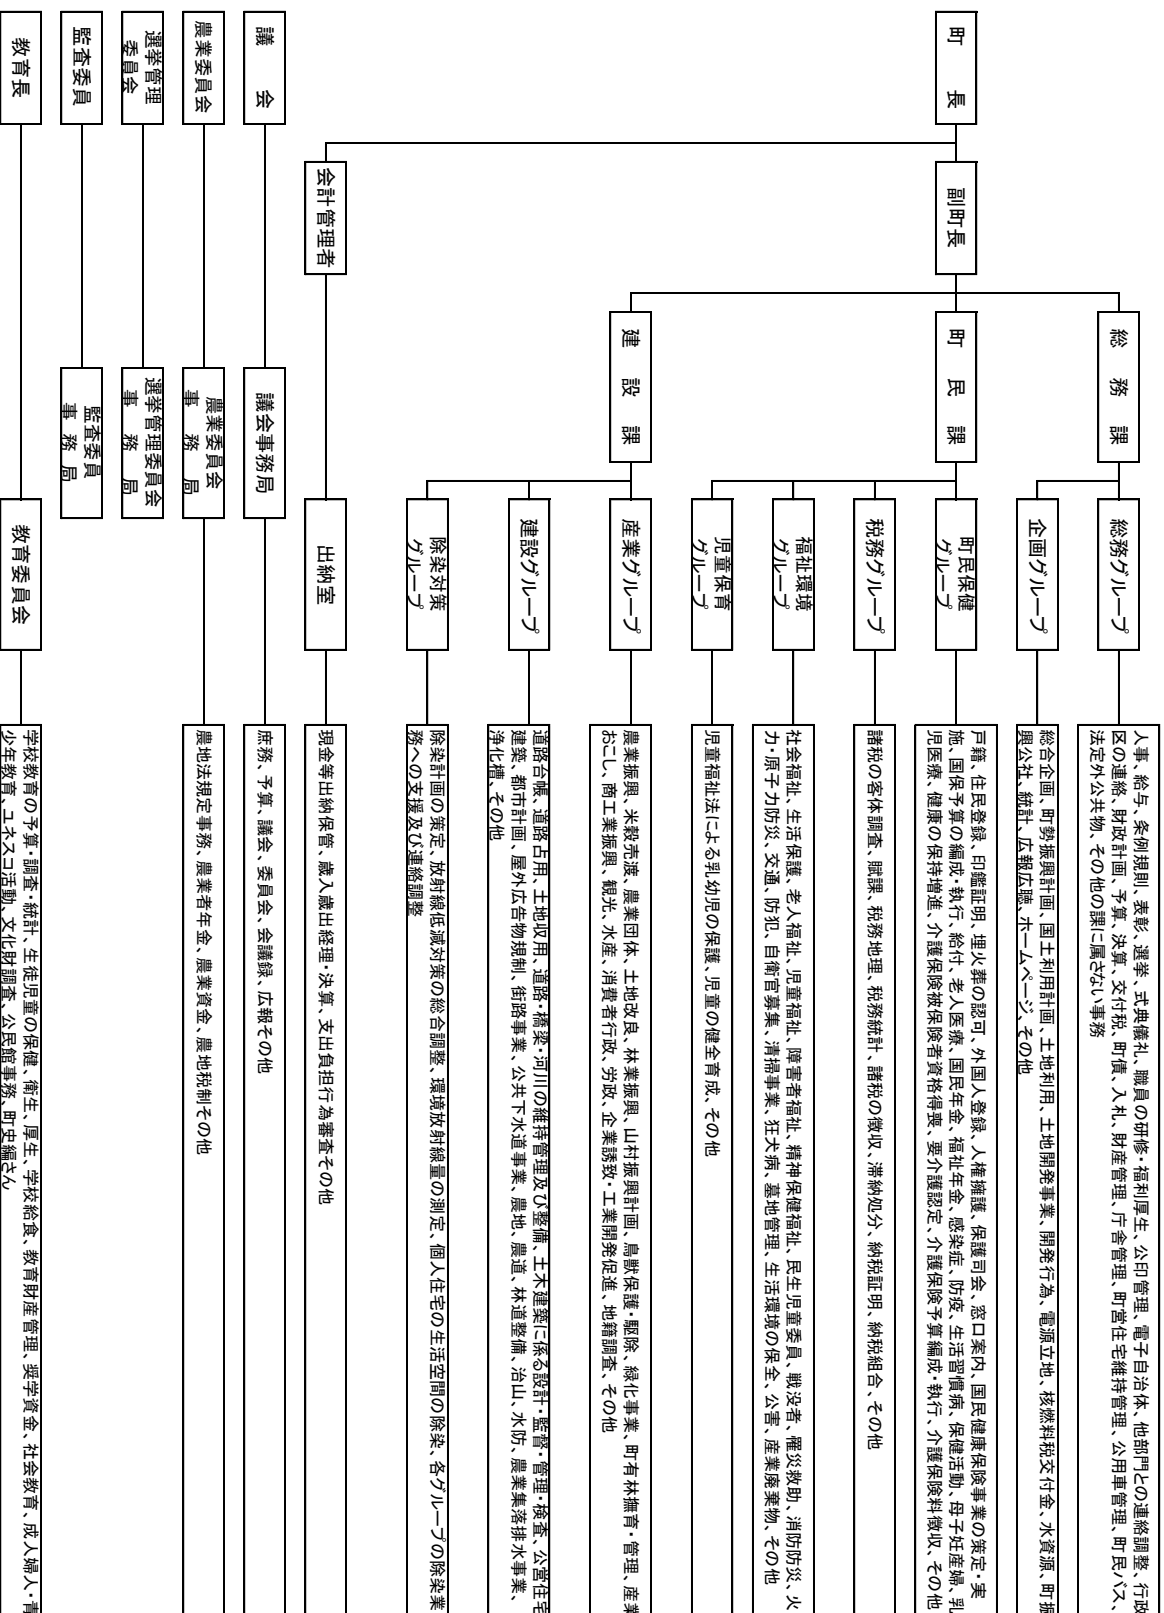 町　長
副町長
会計管理者
総　務　課
町　民　課
建　設　課
総務グループ
人事、給与、条例規則、表彰、選挙、式典儀礼、職員の研修・福利厚生、公印管理、電子自治体、他部門との連絡調整、行政
区の連絡、財政計画、予算、決算、交付税、町債、入札、財産管理、庁舎管理、町営住宅維持管理、公用車管理、町民バス、
法定外公共物、その他の課に属さない事務
企画グループ
総合企画、町勢振興計画、国土利用計画、土地利用、土地開発事業、開発行為、電源立地、核燃料税交付金、水資源、町振
興公社、統計、広報広聴、ホームページ、その他
町民保健
グループ
戸籍、住民登録、印鑑証明、埋火葬の認可、外国人登録、人権擁護、保護司会、窓口案内、国民健康保険事業の策定・実
施、国保予算の編成・執行、給付、老人医療、国民年金、福祉年金、感染症、防疫、生活習慣病、保健活動、母子妊産婦、乳
児医療、健康の保持増進、介護保険被保険者資格得喪、要介護認定、介護保険予算編成・執行、介護保険料徴収、その他
税務グループ
諸税の客体調査、賦課、税務地理、税務統計、諸税の徴収、滞納処分、納税証明、納税組合、その他
福祉環境
グループ
社会福祉、生活保護、老人福祉、児童福祉、障害者福祉、精神保健福祉、民生児童委員、戦没者、罹災救助、消防防災、火
力・原子力防災、交通、防犯、自衛官募集、清掃事業、狂犬病、墓地管理、生活環境の保全、公害、産業廃棄物、その他
児童保育
グループ
児童福祉法による乳幼児の保護、児童の健全育成、その他
産業グループ
農業振興、米穀売渡、農業団体、土地改良、林業振興、山村振興計画、鳥獣保護・駆除、緑化事業、町有林撫育・管理、産業
おこし、商工業振興、観光、水産、消費者行政、労政、企業誘致・工業開発促進、地籍調査、その他
建設グループ
道路台帳、道路占用、土地収用、道路・橋梁・河川の維持管理及び整備、土木建築に係る設計・監督・管理・検査、公営住宅
建築、都市計画、屋外広告物規制、街路事業、公共下水道事業、農地、農道、林道整備、治山、水防、農業集落排水事業、
浄化槽、その他
除染対策
グループ
除染計画の策定、放射線低減対策の総合調整、環境放射線量の測定、個人住宅の生活空間の除染、各グループの除染業
務への支援及び連絡調整
出納室
現金等出納保管、歳入歳出経理・決算、支出負担行為審査その他
議　会
議会事務局
庶務、予算、議会、委員会、会議録、広報その他
農業委員会
農業委員会
事　務　局
農地法規定事務、農業者年金、農業資金、農地税制その他
選挙管理
委員会
選挙管理委員会
事　務　局
監査委員
監査委員
事　務　局
教育長
教育委員会
学校教育の予算・調査・統計、生徒児童の保健、衛生、厚生、学校給食、教育財産管理、奨学資金、社会教育、成人婦人・青
少年教育、ユネスコ活動、文化財調査、公民館事務、町史編さん